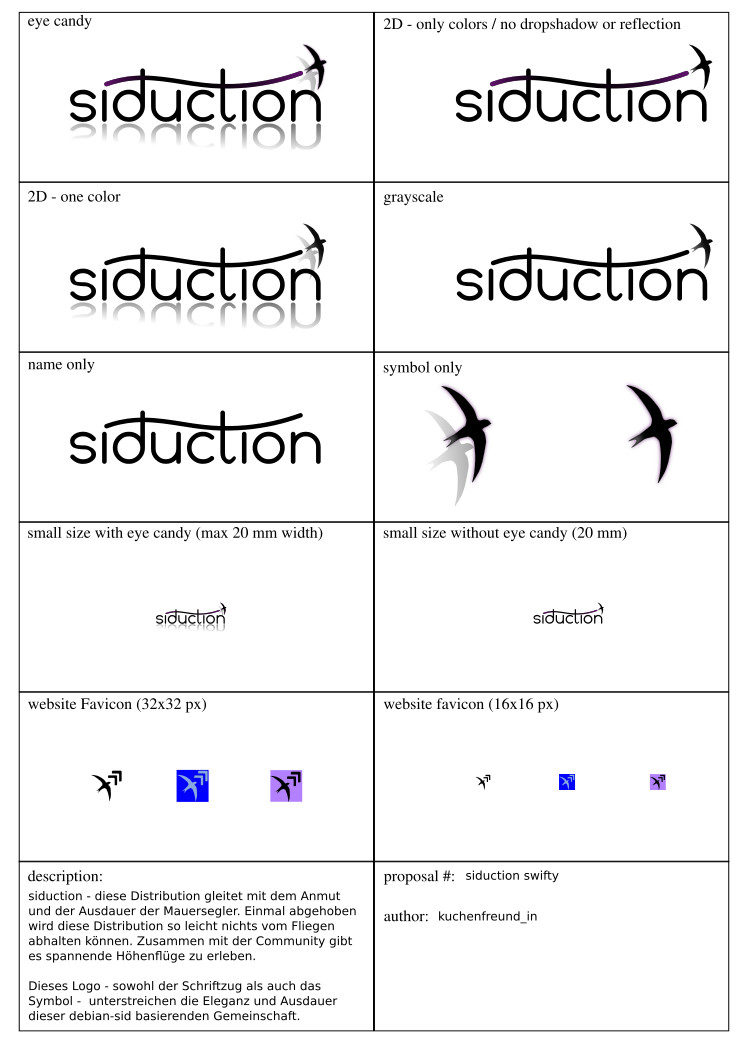 eye candy
siduction
2D - only colors / no dropshadow or reflection
siduction
2D - one color
siduction
grayscale
siduction
name only
siduction
symbol only
small size with eye candy (max 20 mm width)
siduction
small size without eye candy (20 mm)
siduction
website Favicon (32x32 px)
website favicon (16x16 px)
description:
siduction - diese Distribution gleitet mit dem Anmut
und der Ausdauer der Mauersegler. Einmal abgehoben
wird diese Distribution so leicht nichts vom Fliegen
abhalten können. Zusammen mit der Community gibt
es spannende Höhenflüge zu erleben.
Dieses Logo - sowohl der Schriftzug als auch das
Symbol -  unterstreichen die Eleganz und Ausdauer
dieser debian-sid basierenden Gemeinschaft.
proposal #: siduction swifty
author: kuchenfreund_in